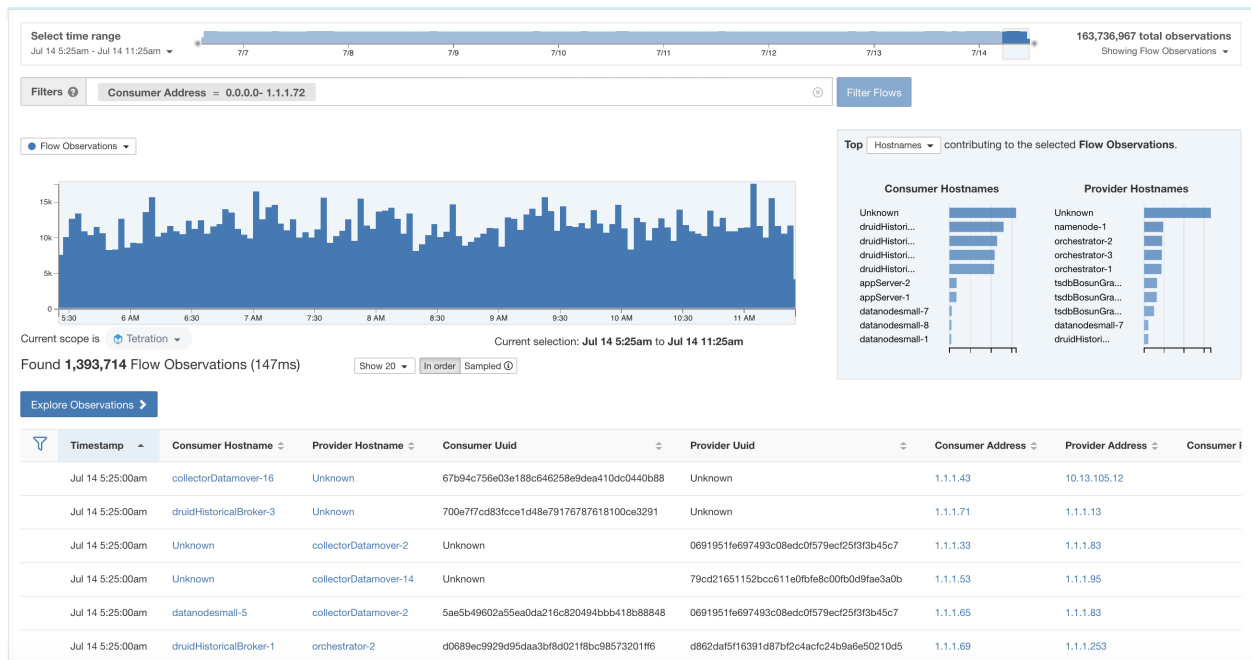 Select time range
Jul 14 5:25am - Jul 14 11:25am
7/7 7/8 7/9 7/10 7/11 7/12 7/13 7/14
163,736,967 total observations
Showing Flow Observations
Filters Consumer Address = 0.0.0.0- 1.1.1.72 Filter Flows
Flow Observations
15k
10k
5k
0
5:30 6 AM 6:30 7 AM 7:30 8 AM 8:30 9 AM 9:30 10 AM 10:30 11 AM
Current scope is Tetration
Current selection: Jul 14 5:25am to Jul 14 11:25am
Found 1,393,714 Flow Observations (147ms)
Show 20 In order Sampled
Top Hostnames contributing to the selected Flow Observations.
Consumer Hostnames
Unknown
druidHistori...
druidHistori...
druidHistori...
druidHistori...
appServer-2
appServer-1
datanodesmall-7
datanodesmall-8
datanodesmall-1
Provider Hostnames
Unknown
namenode-1
orchestrator-2
orchestrator-3
orchestrator-1
tsdbBosunGra...
tsdbBosunGra...
tsdbBosunGra...
datanodesmall-7
druidHistori...
Explore Observations
Timestamp Consumer Hostname Provider Hostname Consumer Uuid Provider Uuid Consumer Address Provider Address Consumer
Jul 14 5:25:00am collectorDatamover-16 Unknown 67b94c756e03e188c646258e9dea410dc0440b88 Unknown 1.1.1.43 10.13.105.12
Jul 14 5:25:00am druidHistoricalBroker-3 Unknown 700e7f7cd83fcce1d48e79176787618100ce3291 Unknown 1.1.1.71 1.1.1.13
Jul 14 5:25:00am Unknown collectorDatamover-2 Unknown 0691951fe697493c08edc0f579ecf25f3f3b45c7 1.1.1.33 1.1.1.83
Jul 14 5:25:00am Unknown collectorDatamover-14 Unknown 79cd21651152bcc611e0fbfe8c00fb0d9fae3a0b 1.1.1.53 1.1.1.95
Jul 14 5:25:00am datanodesmall-5 collectorDatamover-2 5ae5b49602a55ea0da216c820494bbb418b88848 0691951fe697493c08edc0f579ecf25f3f3b45c7 1.1.1.65 1.1.1.83
Jul 14 5:25:00am druidHistoricalBroker-1 orchestrator-2 d0689ec9929d95daa3bf8d021f8bc98573201ff6 d862daf5f16391d87bf2c4acfc24b9a6e50210d5 1.1.1.69 1.1.1.253